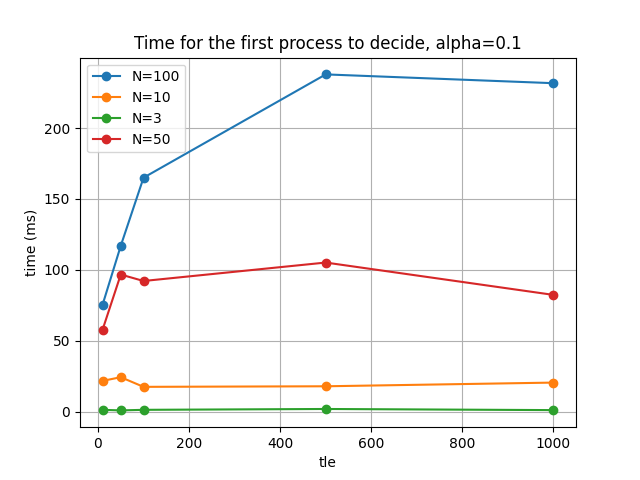 Time for the first process to decide, alpha=0.1
N=100
N=10
N=3
N=50
200
150
100
50
0
time (ms)
0 200 400 600 800 1000
tle